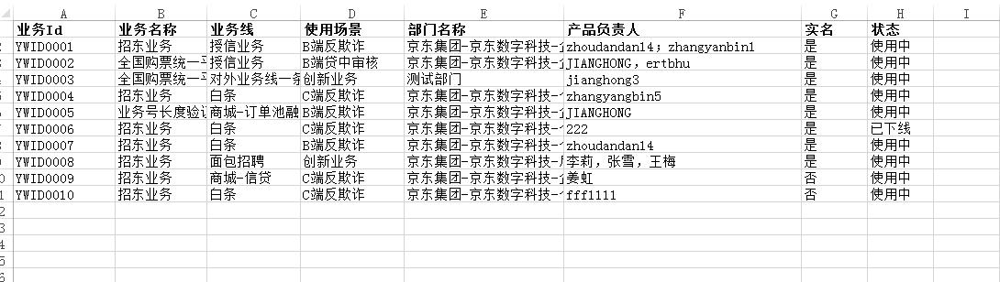 A B C D E F G H I
业务Id 业务名称 业务线 使用场景 部门名称 产品负责人 实名 状态
2 YWID0001 招东业务 授信业务 B端反欺诈 京东集团-京东数字科技- zhoudandan14；zhangyanbin1 是 使用中
3 YWID0002 全国购票统一 授信业务 B端贷中审核 京东集团-京东数字科技- JIANGHONG，ertbhu 是 使用中
4 YWID0003 全国购票统一 对外业务线一条 创新业务 测试部门 jianghong3 是 使用中
YWID0004 招东业务 白条 C端反欺诈 京东集团-京东数字科技- zhangyangbin5 是 使用中
YWID0005 业务号长度验证 商城-订单池融 B端反欺诈 京东集团-京东数字科技- JIANGHONG 是 使用中
YWID0006 招东业务 白条 C端反欺诈 京东集团-京东数字科技- 222 是 已下线
YWID0007 招东业务 白条 B端反欺诈 京东集团-京东数字科技- zhoudandan14 是 使用中
YWID0008 招东业务 面包招聘 创新业务 京东集团-京东数字科技- 李莉，张雪，王梅 是 使用中
0 YWID0009 招东业务 商城-信贷 C端反欺诈 京东集团-京东数字科技- 姜虹 否 使用中
1 YWID0010 招东业务 白条 C端反欺诈 京东集团-京东数字科技- fff1111 否 使用中
2
3
4
5
6